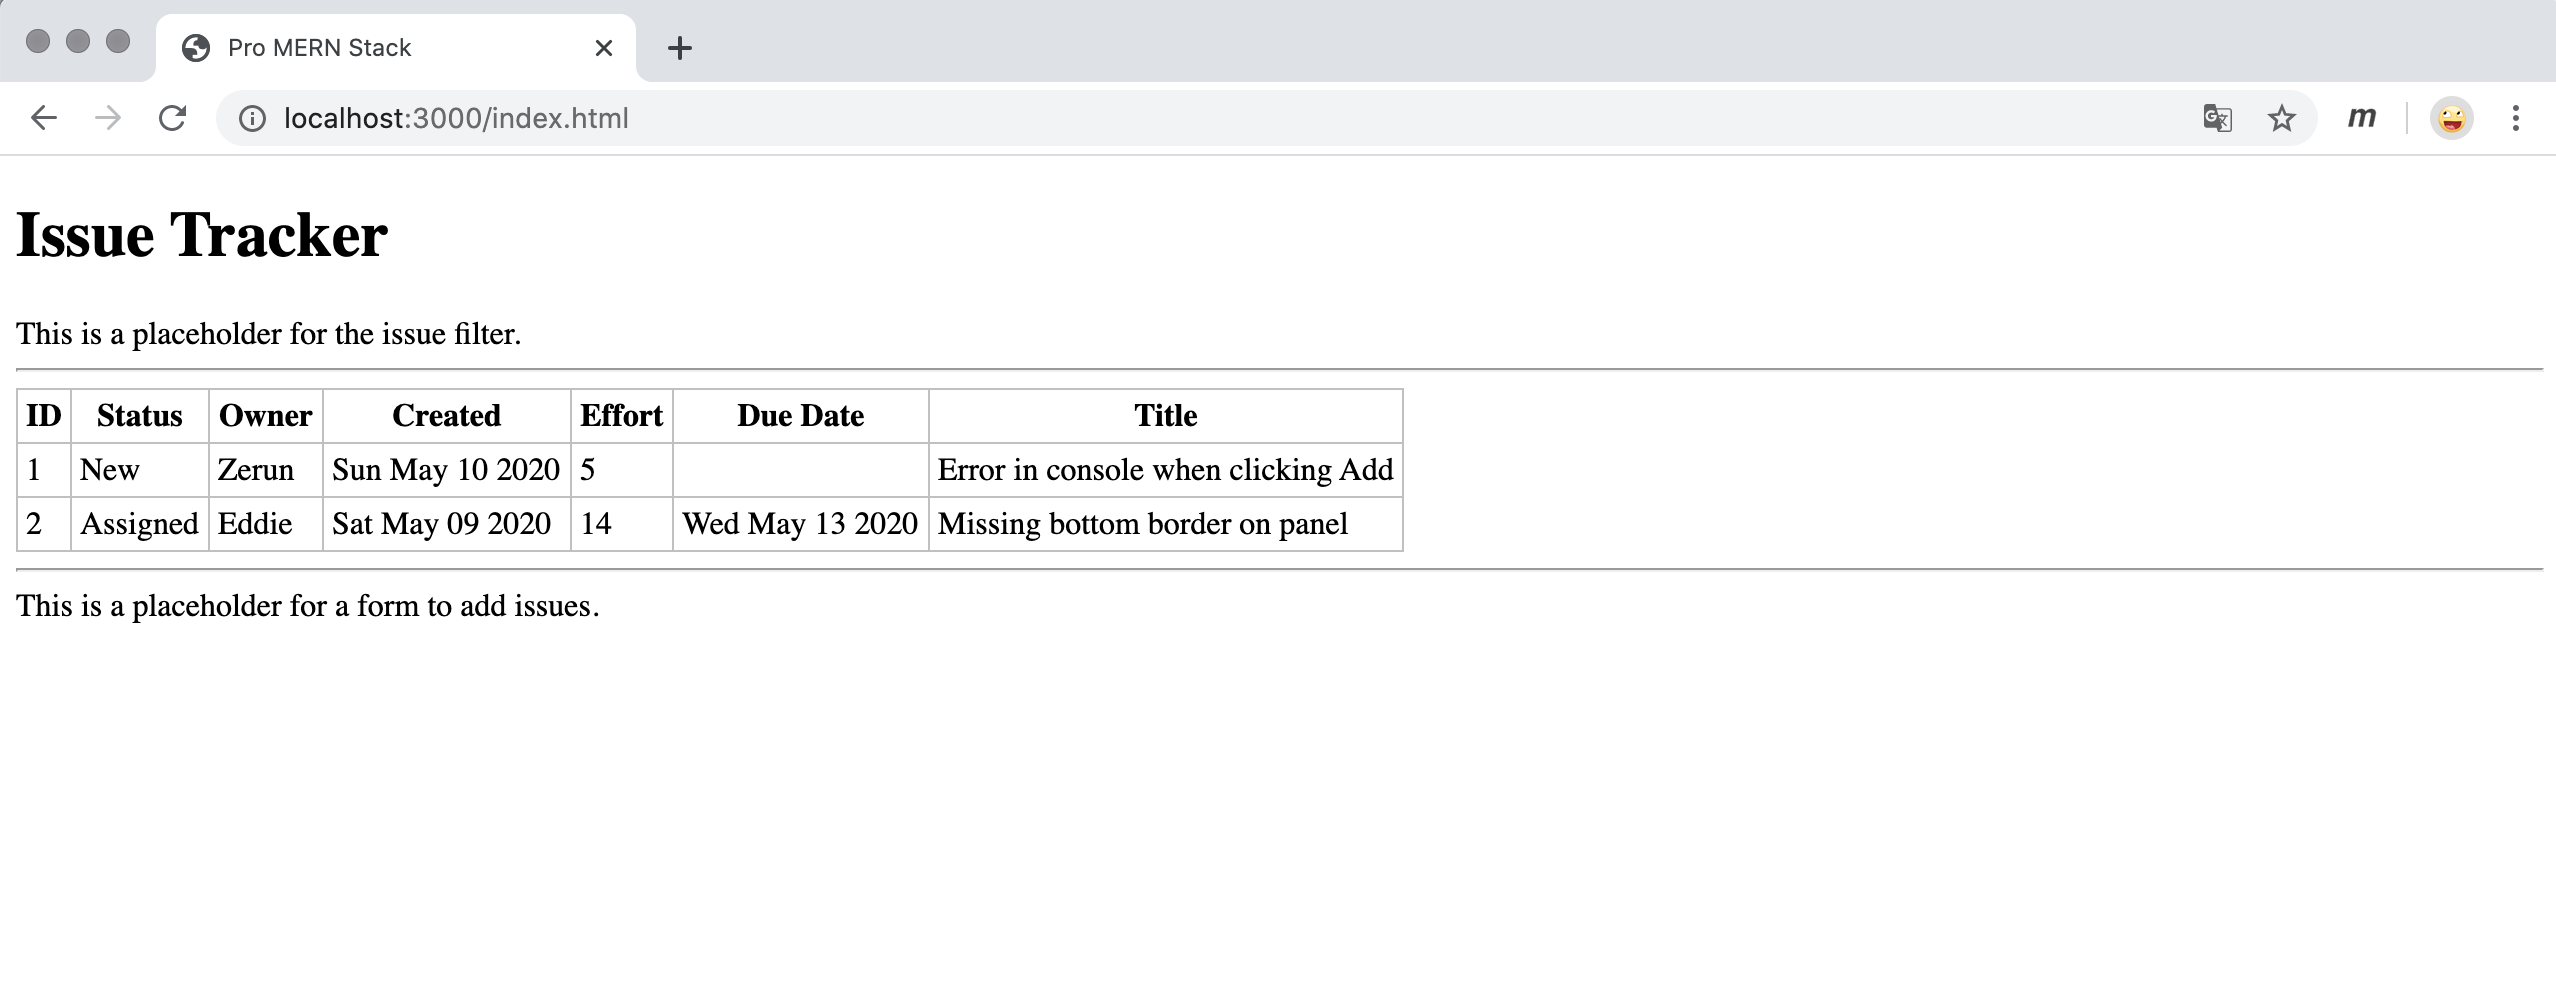 Pro MERN Stack
localhost:3000/index.html
m
Issue Tracker
This is a placeholder for the issue filter.
ID Status Owner Created Effort Due Date Title
1 New Zerun Sun May 10 2020 5 Error in console when clicking Add
2 Assigned Eddie Sat May 09 2020 14 Wed May 13 2020 Missing bottom border on panel
This is a placeholder for a form to add issues.